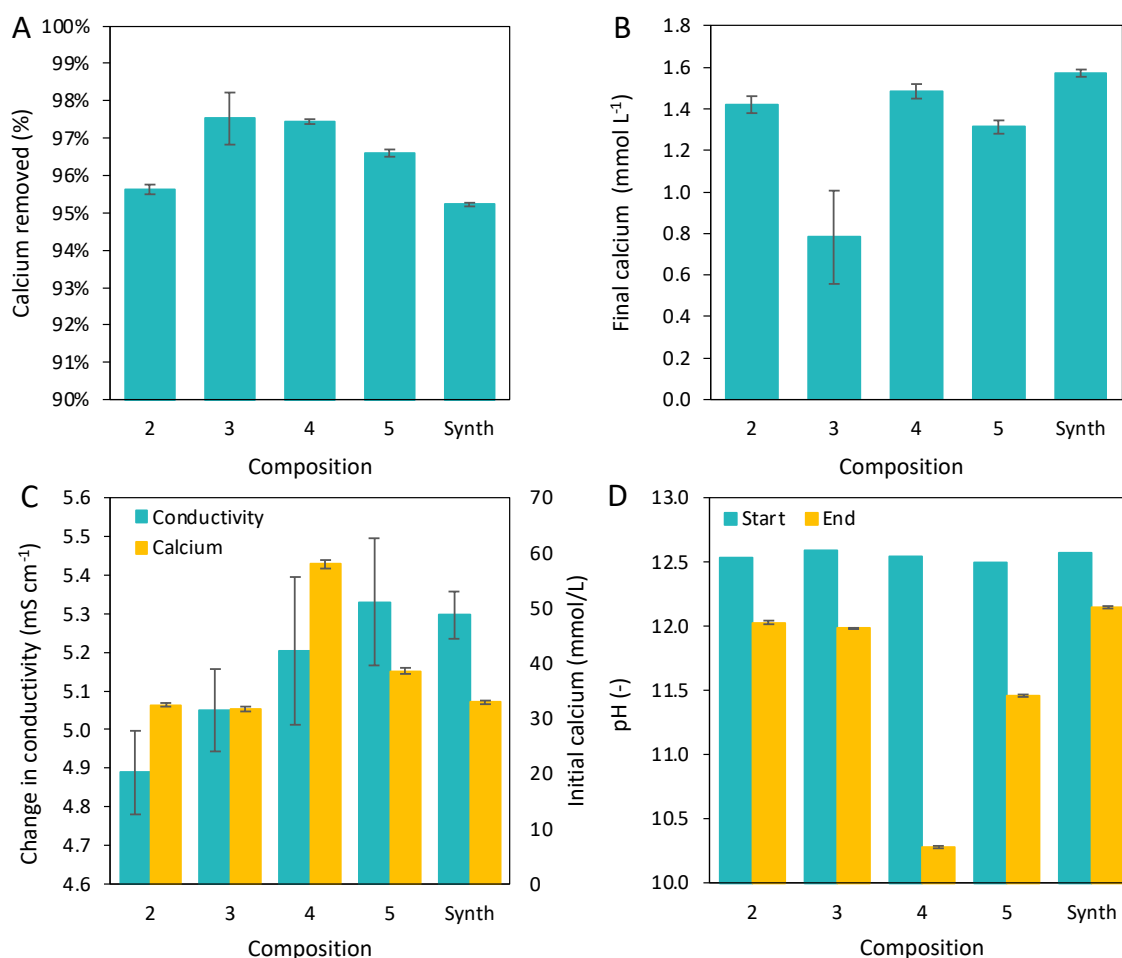 A
Calcium removed (%)
100%
99%
98%
97%
96%
95%
94%
93%
92%
91%
90%
2 3 4 5 Synth
Composition
B
Final calcium (mmol L⁻¹)
1.8
1.6
1.4
1.2
1.0
0.8
0.6
0.4
0.2
0.0
2 3 4 5 Synth
Composition
C
Change in conductivity (mS cm⁻¹)
5.6
5.5
5.4
5.3
5.2
5.1
5.0
4.9
4.8
4.7
4.6
Conductivity
Calcium
70
60
50
40
30
20
10
0
Initial calcium (mmol/L)
2 3 4 5 Synth
Composition
D
pH (-)
13.0
12.5
12.0
11.5
11.0
10.5
10.0
Start End
2 3 4 5 Synth
Composition